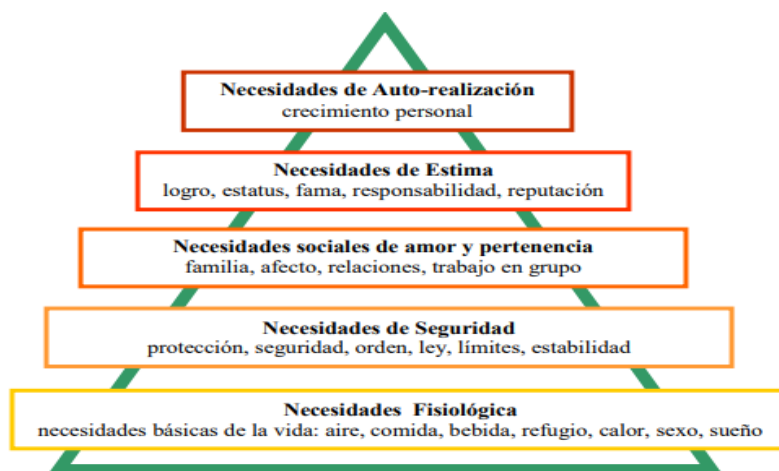 Necesidades de Auto-realización
crecimiento personal
Necesidades de Estima
logro, estatus, fama, responsabilidad, reputación
Necesidades sociales de amor y pertenencia
familia, afecto, relaciones, trabajo en grupo
Necesidades de Seguridad
protección, seguridad, orden, ley, límites, estabilidad
Necesidades Fisiológica
necesidades básicas de la vida: aire, comida, bebida, refugio, calor, sexo, sueño